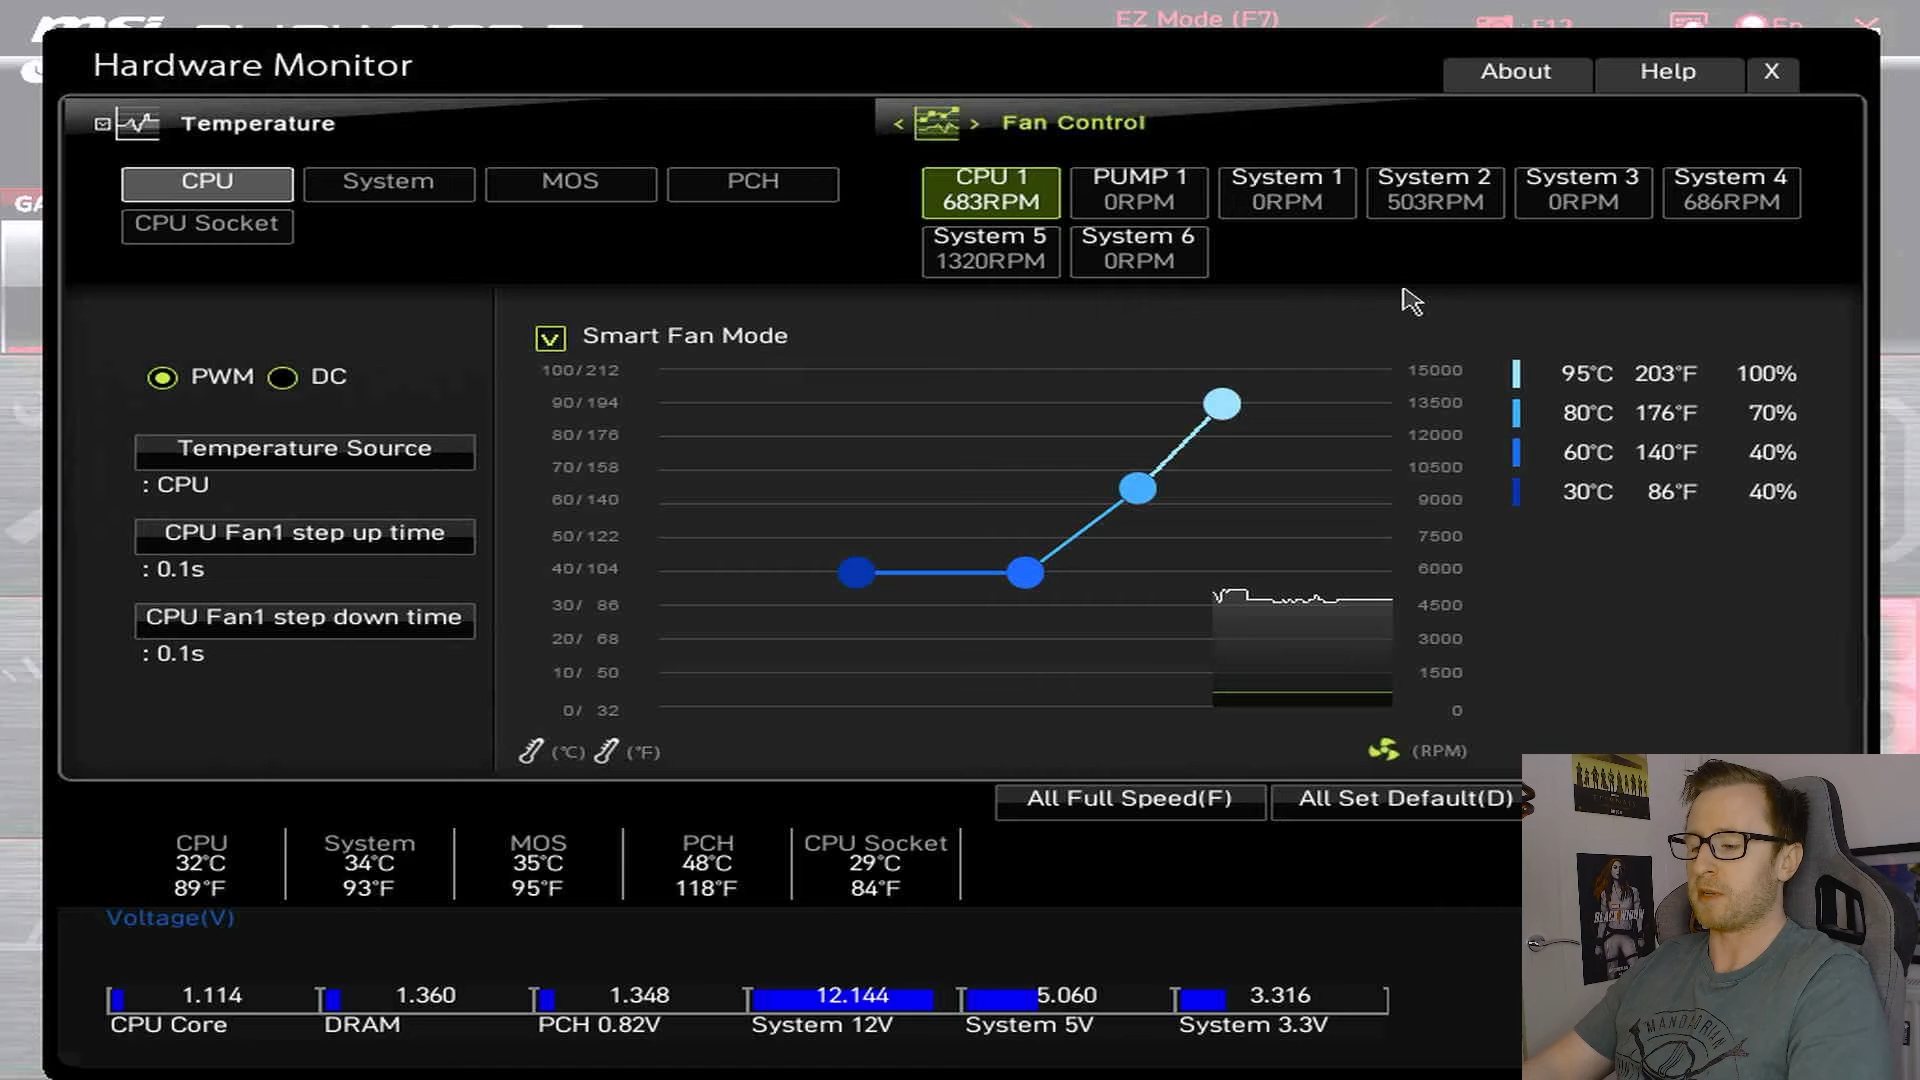 msi
EZ Mode (F7)
: F12
En
Hardware Monitor
About
Help
X
Temperature
< > Fan Control
CPU
System
MOS
PCH
CPU Socket
CPU 1
683RPM
PUMP 1
0RPM
System 1
0RPM
System 2
503RPM
System 3
0RPM
System 4
686RPM
System 5
1320RPM
System 6
0RPM
GA
PWM
DC
Temperature Source
: CPU
CPU Fan1 step up time
: 0.1s
CPU Fan1 step down time
: 0.1s
Smart Fan Mode
100/212
90/194
80/176
70/158
60/140
50/122
40/104
30/ 86
20/ 68
10/ 50
0/ 32
15000
13500
12000
10500
9000
7500
6000
4500
3000
1500
0
(°C) (°F)
(RPM)
95°C 203°F 100%
80°C 176°F 70%
60°C 140°F 40%
30°C 86°F 40%
All Full Speed(F)
All Set Default(D)
CPU
32°C
89°F
System
34°C
93°F
MOS
35°C
95°F
PCH
48°C
118°F
CPU Socket
29°C
84°F
Voltage(V)
1.114
CPU Core
1.360
DRAM
1.348
PCH 0.82V
12.144
System 12V
5.060
System 5V
3.316
System 3.3V
BLACK WIDOW
MANDALORIAN